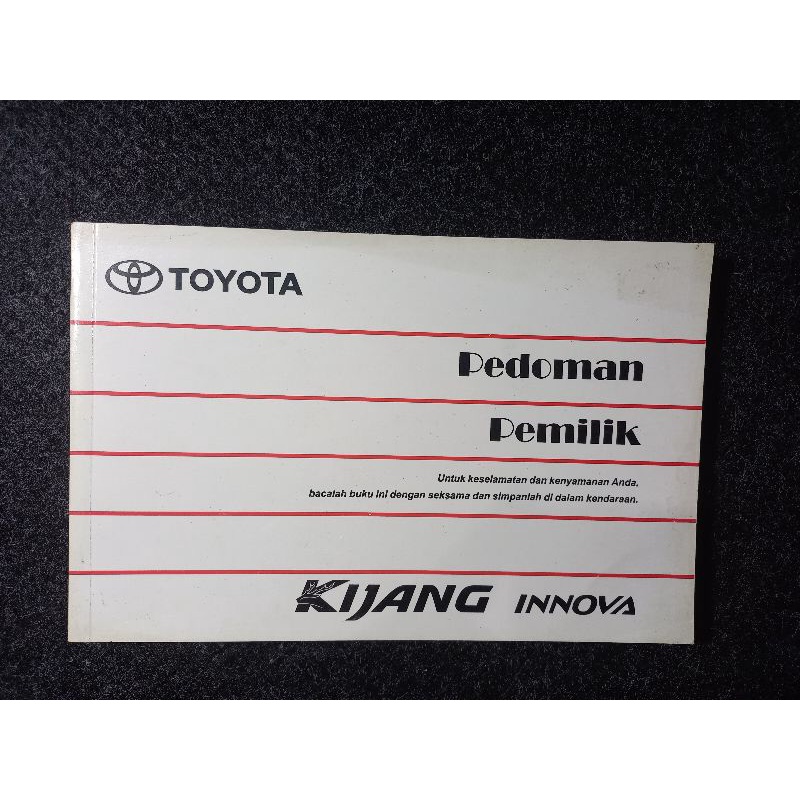 TOYOTA
Pedoman
Pemilik
Untuk keselamatan dan kenyamanan Anda,
bacalah buku ini dengan seksama dan simpanlah di dalam kendaraan.
KIJANG INNOVA